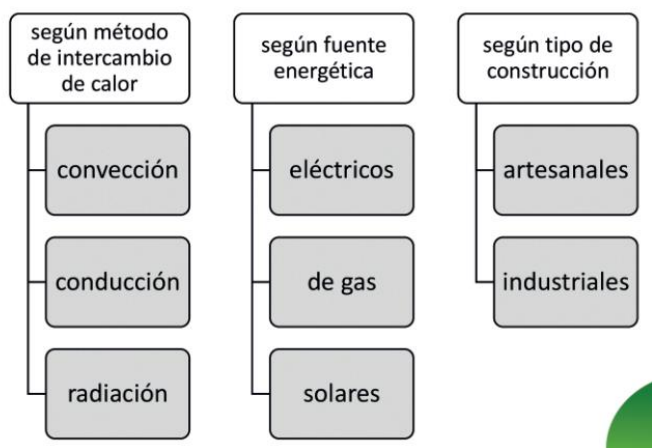 según método
de intercambio
de calor
convección
conducción
radiación
según fuente
energética
eléctricos
de gas
solares
según tipo de
construcción
artesanales
industriales